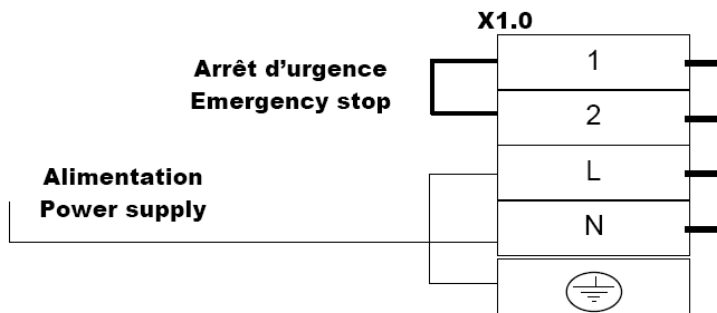 X1.0
Arrêt d'urgence
Emergency stop
1
2
Alimentation
Power supply
L
N